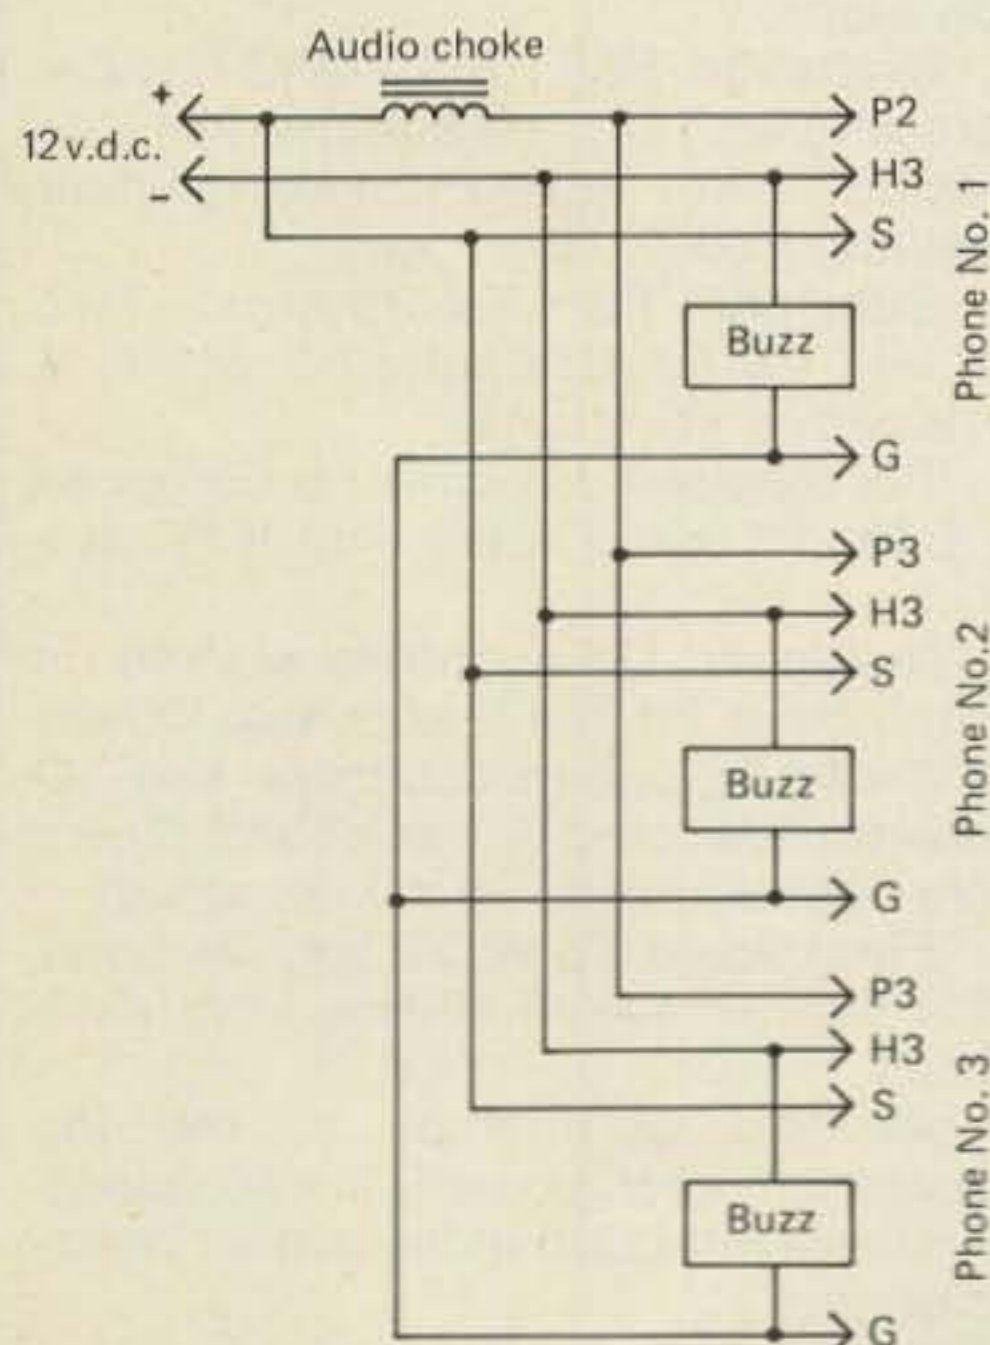 Audio choke
+
12v.d.c.
–
P2
H3
S
Buzz
G
Phone No. 1
P3
H3
S
Buzz
G
Phone No.2
P3
H3
S
Buzz
G
Phone No. 3